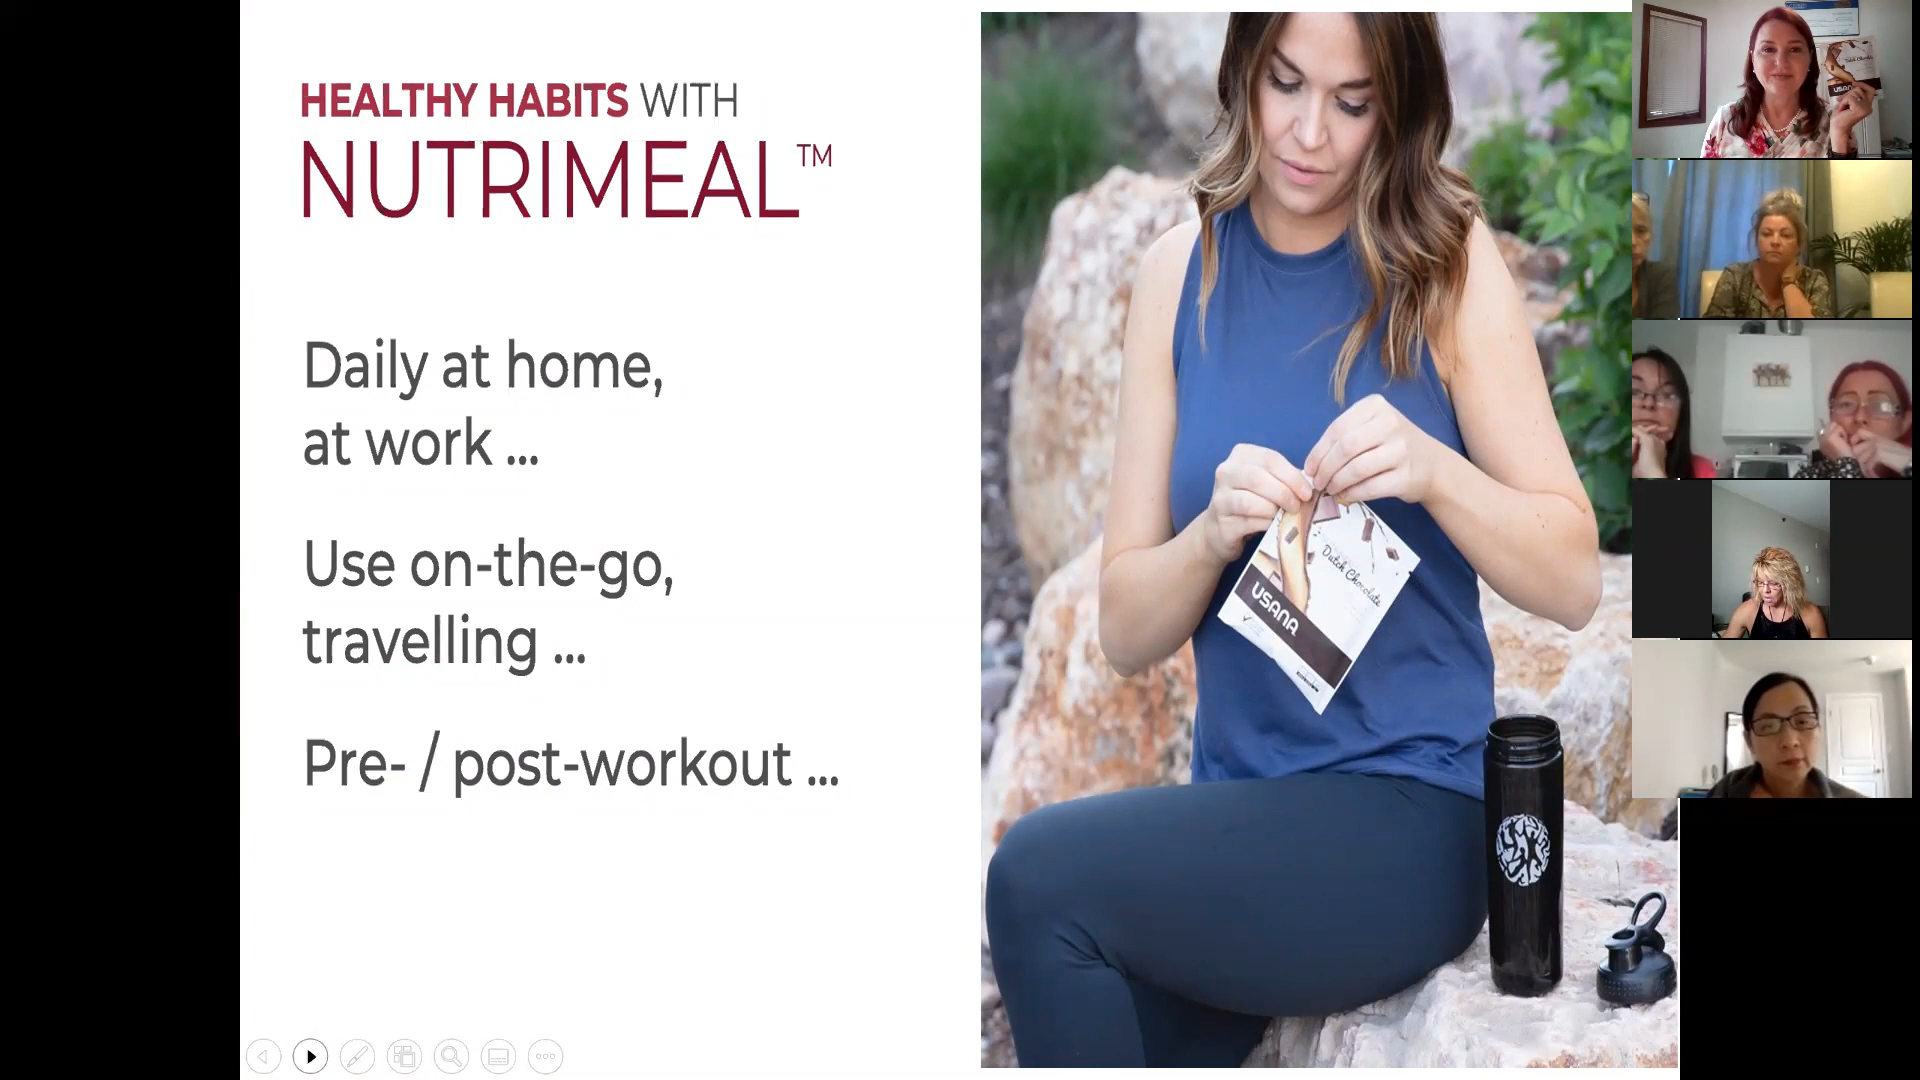 HEALTHY HABITS WITH
NUTRIMEAL™
Daily at home,
at work ...
Use on-the-go,
travelling ...
Pre- / post-workout ...
Dutch Chocolate
USANA
USANA